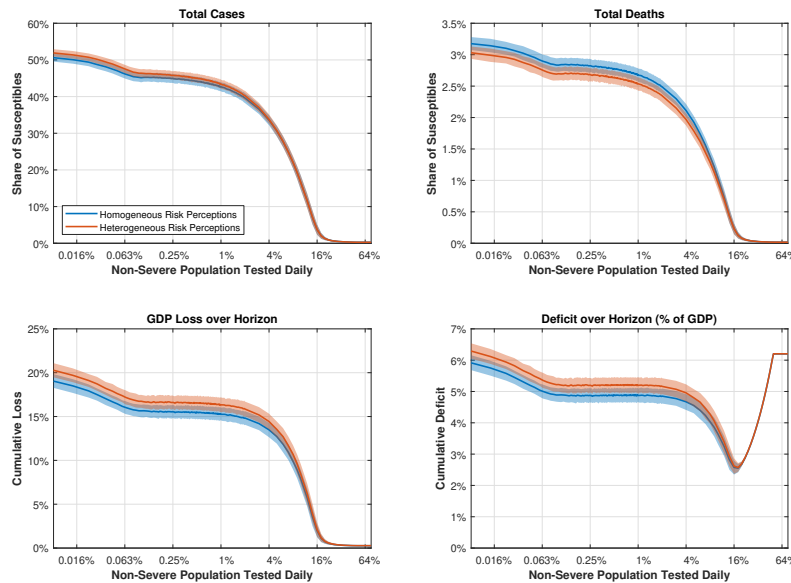 Total Cases
60%
50%
40%
30%
20%
10%
0%
Share of Susceptibles
Homogeneous Risk Perceptions
Heterogeneous Risk Perceptions
0.016% 0.063% 0.25% 1% 4% 16% 64%
Non-Severe Population Tested Daily
Total Deaths
3.5%
3%
2.5%
2%
1.5%
1%
0.5%
0%
Share of Susceptibles
0.016% 0.063% 0.25% 1% 4% 16% 64%
Non-Severe Population Tested Daily
GDP Loss over Horizon
25%
20%
15%
10%
5%
0%
Cumulative Loss
0.016% 0.063% 0.25% 1% 4% 16% 64%
Non-Severe Population Tested Daily
Deficit over Horizon (% of GDP)
7%
6%
5%
4%
3%
2%
1%
0%
Cumulative Deficit
0.016% 0.063% 0.25% 1% 4% 16% 64%
Non-Severe Population Tested Daily